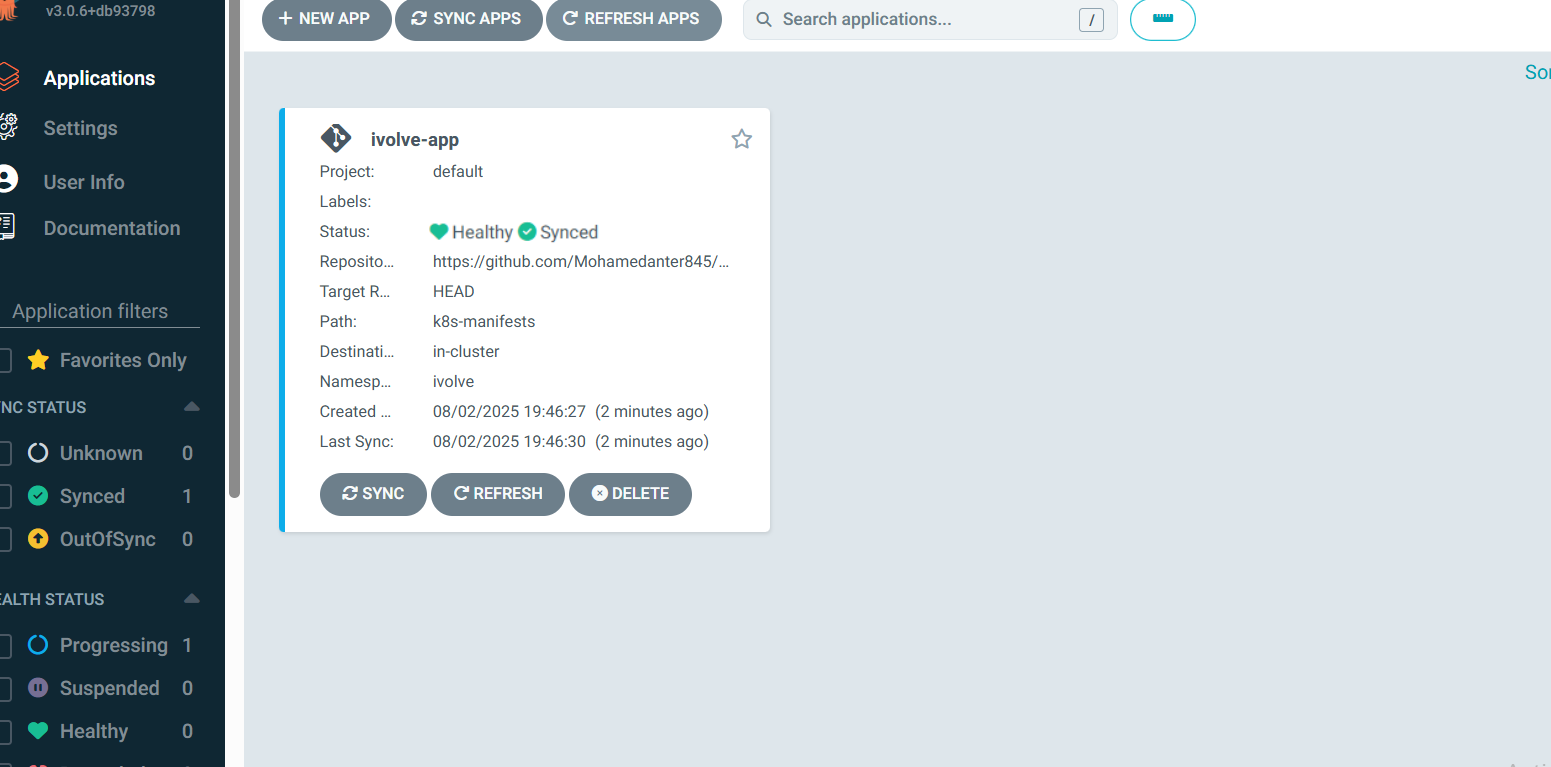 v3.0.6+db93798
+ NEW APP
SYNC APPS
REFRESH APPS
Search applications...
/
Applications
Settings
User Info
Documentation
Application filters
Favorites Only
NC STATUS
Unknown 0
Synced 1
OutOfSync 0
EALTH STATUS
Progressing 1
Suspended 0
Healthy 0
Sor
ivolve-app
Project: default
Labels:
Status: Healthy Synced
Reposito... https://github.com/Mohamedanter845/...
Target R... HEAD
Path: k8s-manifests
Destinati... in-cluster
Namesp... ivolve
Created ... 08/02/2025 19:46:27 (2 minutes ago)
Last Sync: 08/02/2025 19:46:30 (2 minutes ago)
SYNC
REFRESH
DELETE